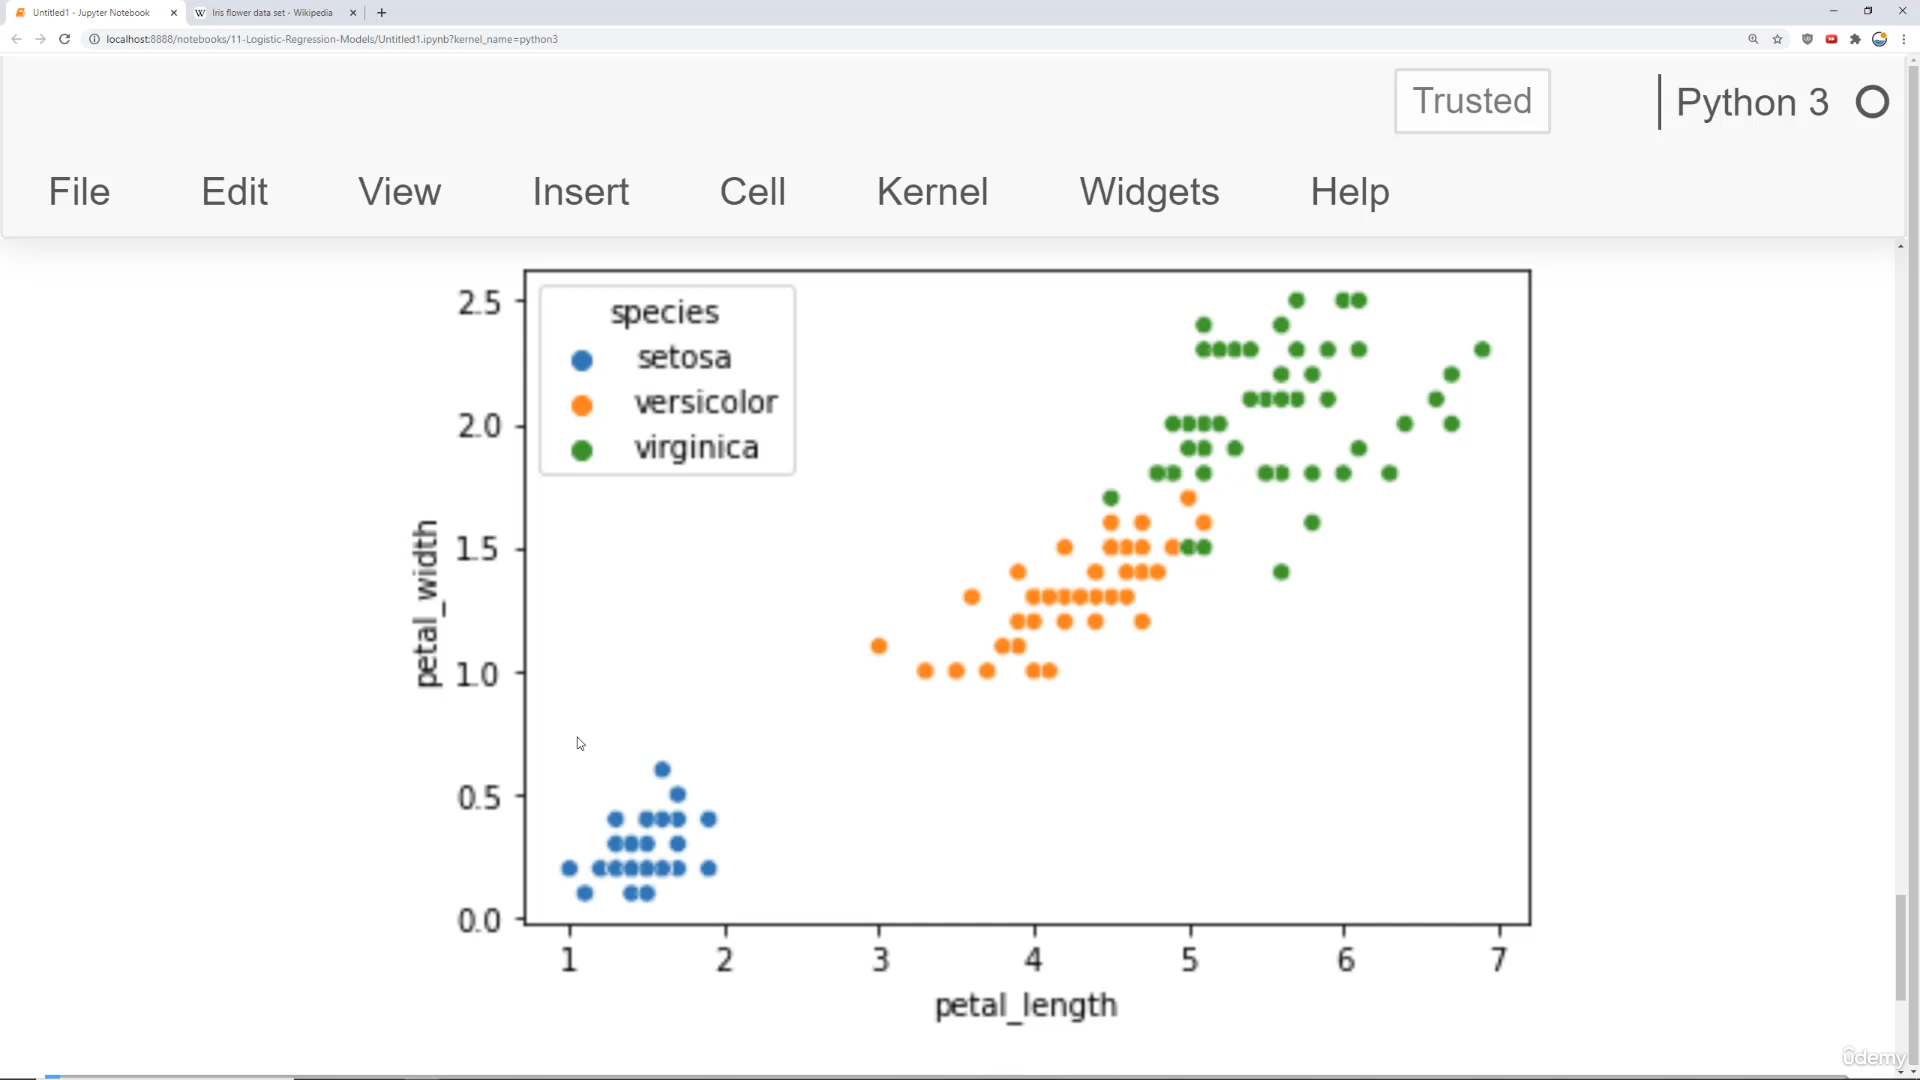 Untitled1 - Jupyter Notebook
Iris flower data set - Wikipedia
localhost:8888/notebooks/11-Logistic-Regression-Models/Untitled1.ipynb?kernel_name=python3
Trusted
Python 3
File Edit View Insert Cell Kernel Widgets Help
species
setosa
versicolor
virginica
petal_width
2.5
2.0
1.5
1.0
0.5
0.0
1 2 3 4 5 6 7
petal_length
ûdemy